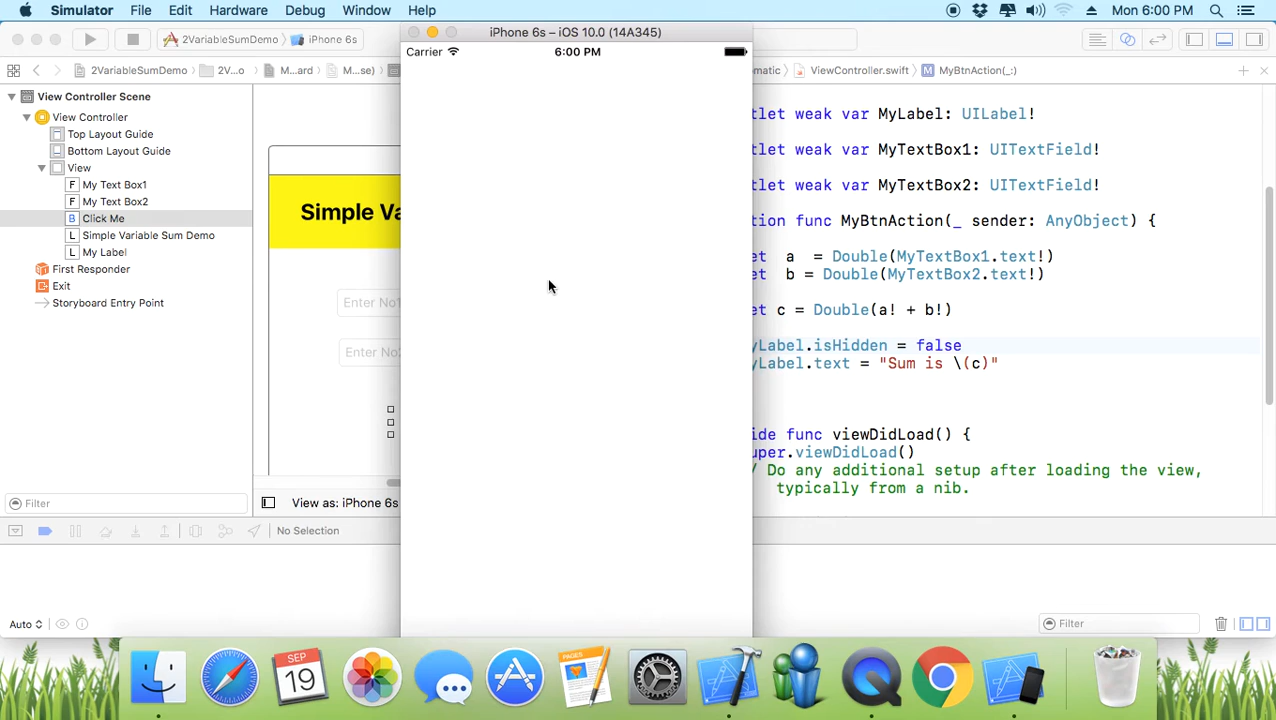 Simulator File Edit Hardware Debug Window Help Mon 6:00 PM
2VariableSumDemo iPhone 6s
iPhone 6s – iOS 10.0 (14A345)
Carrier 6:00 PM
2VariableSumDemo 2V...o M...ard M...se) ematic ViewController.swift M MyBtnAction(_:)
View Controller Scene
View Controller
Top Layout Guide
Bottom Layout Guide
View
F My Text Box1
F My Text Box2
B Click Me
L Simple Variable Sum Demo
L My Label
First Responder
Exit
Storyboard Entry Point
Filter
Simple Va
Enter No1
Enter No2
View as: iPhone 6s
tlet weak var MyLabel: UILabel!
tlet weak var MyTextBox1: UITextField!
tlet weak var MyTextBox2: UITextField!
tion func MyBtnAction(_ sender: AnyObject) {
et a = Double(MyTextBox1.text!)
et b = Double(MyTextBox2.text!)
et c = Double(a! + b!)
yLabel.isHidden = false
yLabel.text = "Sum is \(c)"
ide func viewDidLoad() {
uper.viewDidLoad()
/ Do any additional setup after loading the view,
typically from a nib.
No Selection
Auto
Filter
SEP
19
PAGES